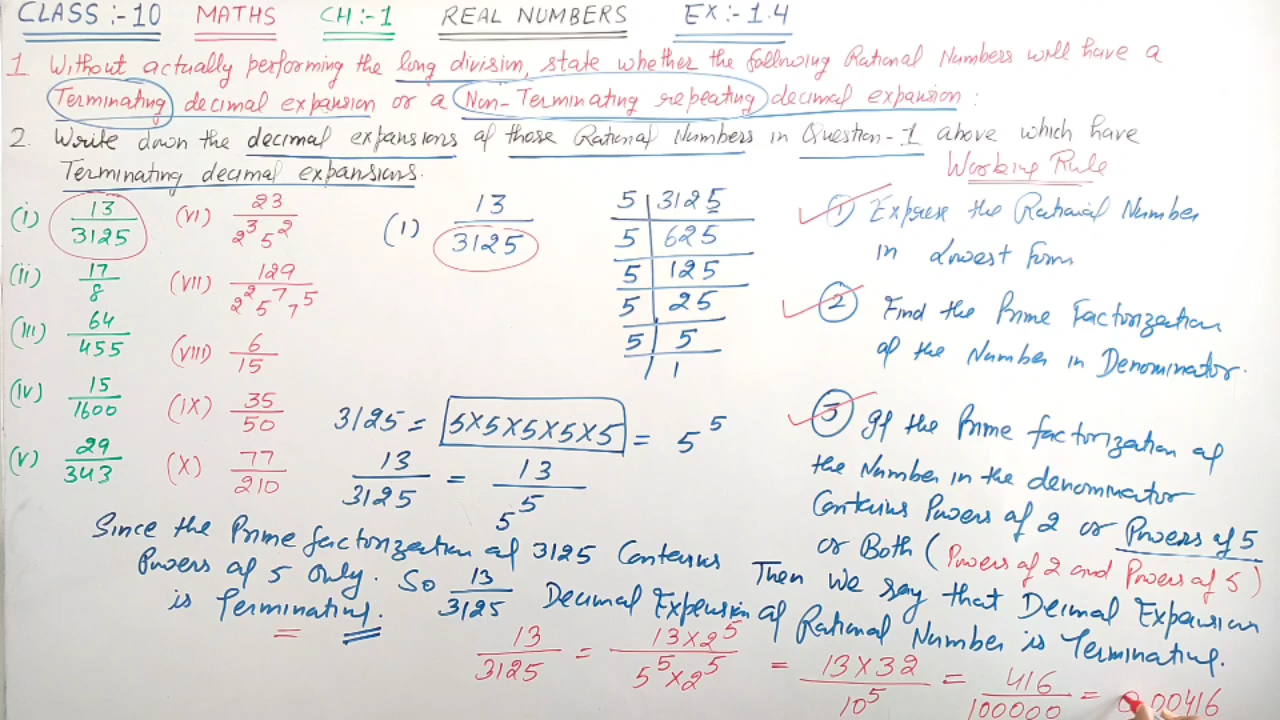 CLASS :- 10 MATHS CH :- 1 REAL NUMBERS EX :- 1.4
1. Without actually performing the long division, state whether the following Rational Numbers will have a
Terminating decimal expansion or a Non-Terminating repeating decimal expansion :
2. Write down the decimal expansions of those Rational Numbers in Question-1 above which have
Terminating decimal expansions.
(i) 13/3125
(ii) 17/8
(iii) 64/455
(iv) 15/1600
(v) 29/343
(vi) 23/2³5²
(vii) 129/2²5⁷7⁵
(viii) 6/15
(ix) 35/50
(x) 77/210
(1) 13/3125
5 | 3125
5 | 625
5 | 125
5 | 25
5 | 5
| 1
3125 = 5×5×5×5×5 = 5⁵
13/3125 = 13/5⁵
Since the Prime factorization of 3125 Contains
Powers of 5 only. So 13/3125 Decimal Expension
is Terminating.
13/3125 = 13×2⁵/5⁵×2⁵ = 13×32/10⁵ = 416/100000 = 0.00416
Working Rule
① Express the Rational Number
in Lowest form
② Find the Prime Factorization
of the Number in Denominator.
③ If the Prime factorization of
the Number in the denominator
Contains Powers of 2 or Powers of 5
or Both (Powers of 2 and Powers of 5)
Then we say that Decimal Expansion
of Rational Number is Terminating.